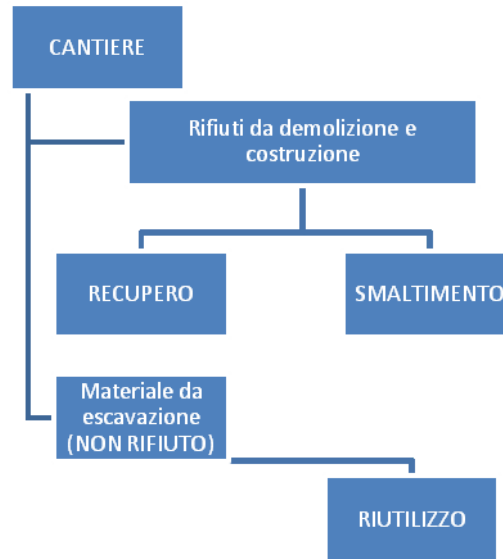 CANTIERE
Rifiuti da demolizione e
costruzione
RECUPERO
SMALTIMENTO
Materiale da
escavazione
(NON RIFIUTO)
RIUTILIZZO